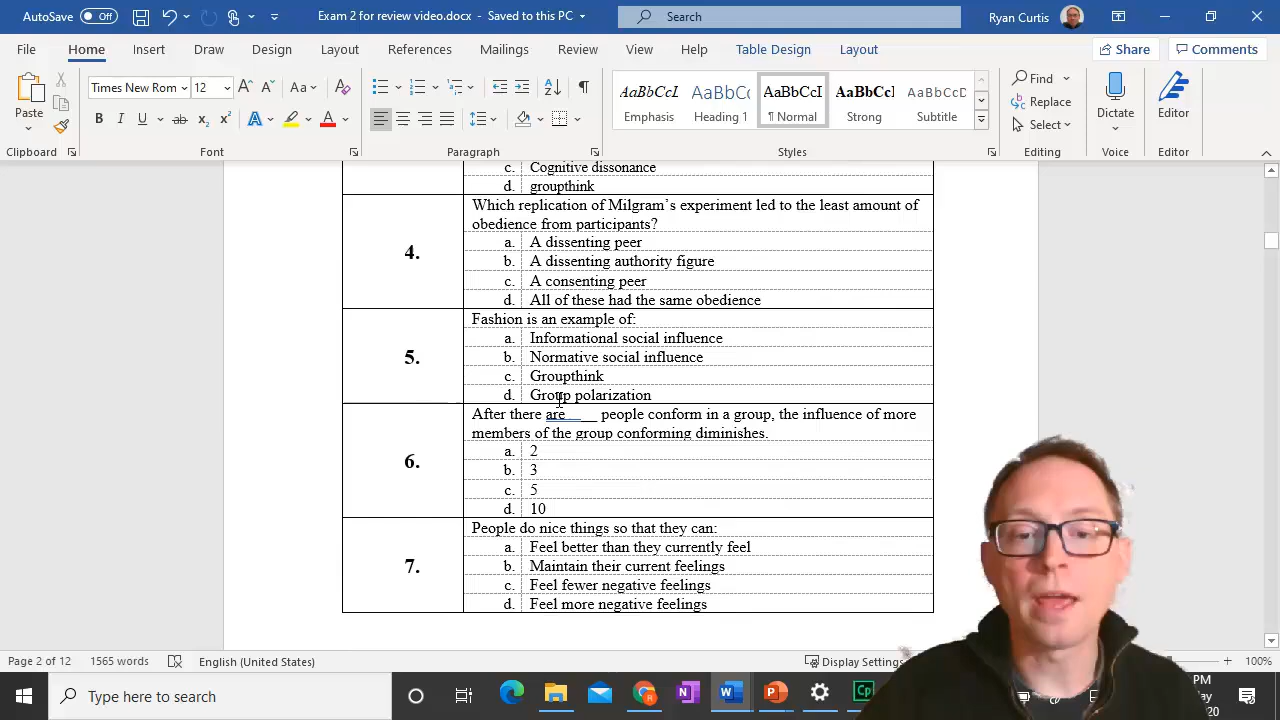 AutoSave Off Exam 2 for review video.docx - Saved to this PC Search Ryan Curtis
File Home Insert Draw Design Layout References Mailings Review View Help Table Design Layout Share Comments
Times New Rom 12 Aa AaBbCcI AaBbCc AaBbCcI AaBbCcI AaBbCcD Find
Paste Replace Dictate Editor
B I U ab x₂ x² A A Emphasis Heading 1 ¶ Normal Strong Subtitle Select
Clipboard Font Paragraph Styles Editing Voice Editor
c. Cognitive dissonance
d. groupthink
4. Which replication of Milgram’s experiment led to the least amount of
obedience from participants?
a. A dissenting peer
b. A dissenting authority figure
c. A consenting peer
d. All of these had the same obedience
5. Fashion is an example of:
a. Informational social influence
b. Normative social influence
c. Groupthink
d. Group polarization
6. After there are ____ people conform in a group, the influence of more
members of the group conforming diminishes.
a. 2
b. 3
c. 5
d. 10
7. People do nice things so that they can:
a. Feel better than they currently feel
b. Maintain their current feelings
c. Feel fewer negative feelings
d. Feel more negative feelings
Page 2 of 12 1565 words English (United States) Display Settings 100%
Type here to search PM